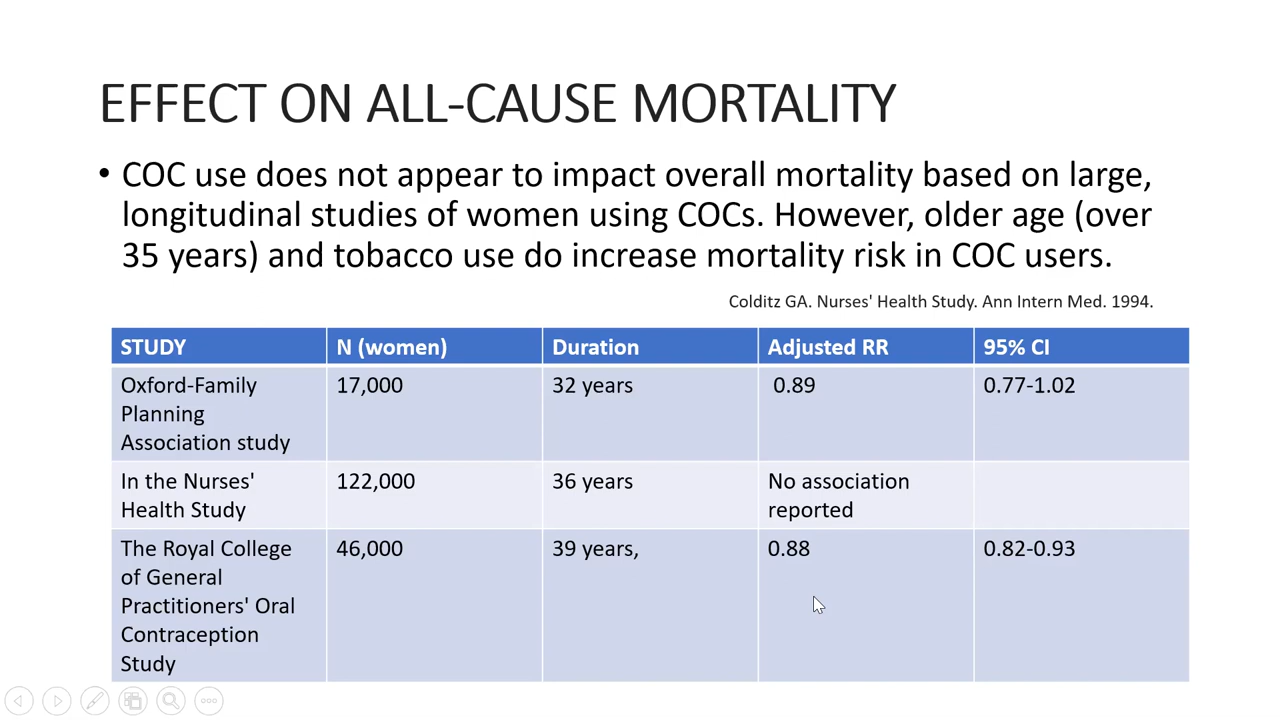 EFFECT ON ALL-CAUSE MORTALITY
• COC use does not appear to impact overall mortality based on large,
longitudinal studies of women using COCs. However, older age (over
35 years) and tobacco use do increase mortality risk in COC users.
Colditz GA. Nurses' Health Study. Ann Intern Med. 1994.
STUDY N (women) Duration Adjusted RR 95% CI
Oxford-Family 17,000 32 years 0.89 0.77-1.02
Planning
Association study
In the Nurses' 122,000 36 years No association
Health Study reported
The Royal College 46,000 39 years, 0.88 0.82-0.93
of General
Practitioners' Oral
Contraception
Study